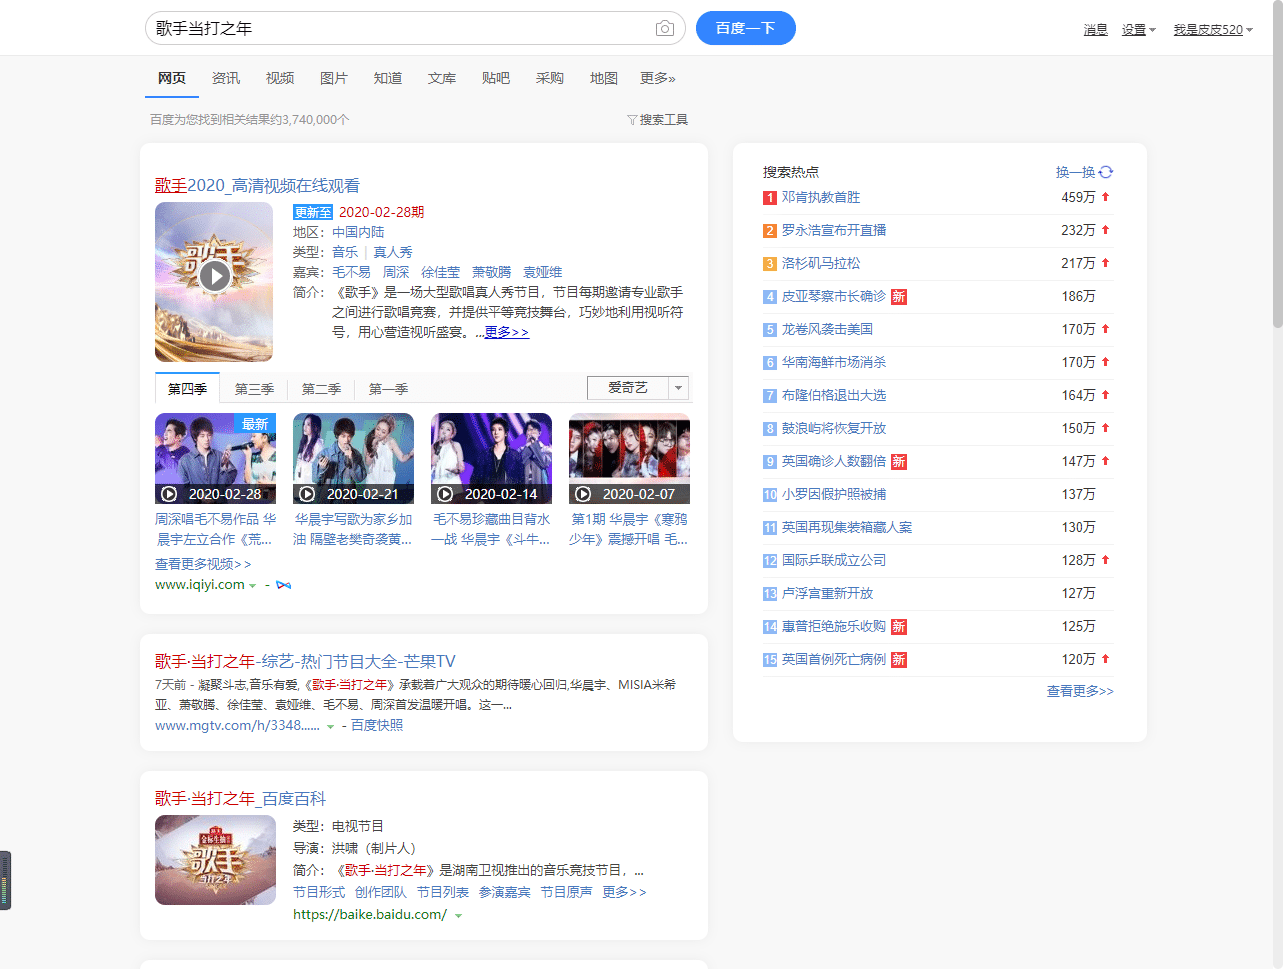 歌手当打之年
百度一下
消息 设置 我是皮皮520
网页 资讯 视频 图片 知道 文库 贴吧 采购 地图 更多»
百度为您找到相关结果约3,740,000个
搜索工具
歌手2020_高清视频在线观看
歌手
更新至 2020-02-28期
地区：中国内陆
类型：音乐 | 真人秀
嘉宾：毛不易 周深 徐佳莹 萧敬腾 袁娅维
简介：《歌手》是一场大型歌唱真人秀节目，节目每期邀请专业歌手
之间进行歌唱竞赛，并提供平等竞技舞台，巧妙地利用视听符
号，用心营造视听盛宴。...更多>>
第四季 第三季 第二季 第一季
爱奇艺
最新
2020-02-28 2020-02-21 2020-02-14 2020-02-07
周深唱毛不易作品 华
晨宇左立合作《荒...
华晨宇写歌为家乡加
油 隔壁老樊奇袭黄...
毛不易珍藏曲目背水
一战 华晨宇《斗牛...
第1期 华晨宇《寒鸦
少年》震撼开唱 毛...
查看更多视频>>
www.iqiyi.com -
歌手·当打之年-综艺-热门节目大全-芒果TV
7天前 - 凝聚斗志,音乐有爱,《歌手·当打之年》承载着广大观众的期待暖心回归,华晨宇、MISIA米希
亚、萧敬腾、徐佳莹、袁娅维、毛不易、周深首发温暖开唱。这一...
www.mgtv.com/h/3348...... - 百度快照
歌手·当打之年_百度百科
歌手
当打之年
类型：电视节目
导演：洪啸（制片人）
简介：《歌手·当打之年》是湖南卫视推出的音乐竞技节目，...
节目形式 创作团队 节目列表 参演嘉宾 节目原声 更多>>
https://baike.baidu.com/
搜索热点 换一换
1 邓肯执教首胜 459万
2 罗永浩宣布开直播 232万
3 洛杉矶马拉松 217万
4 皮亚琴察市长确诊 新 186万
5 龙卷风袭击美国 170万
6 华南海鲜市场消杀 170万
7 布隆伯格退出大选 164万
8 鼓浪屿将恢复开放 150万
9 英国确诊人数翻倍 新 147万
10 小罗因假护照被捕 137万
11 英国再现集装箱藏人案 130万
12 国际乒联成立公司 128万
13 卢浮宫重新开放 127万
14 惠普拒绝施乐收购 新 125万
15 英国首例死亡病例 新 120万
查看更多>>